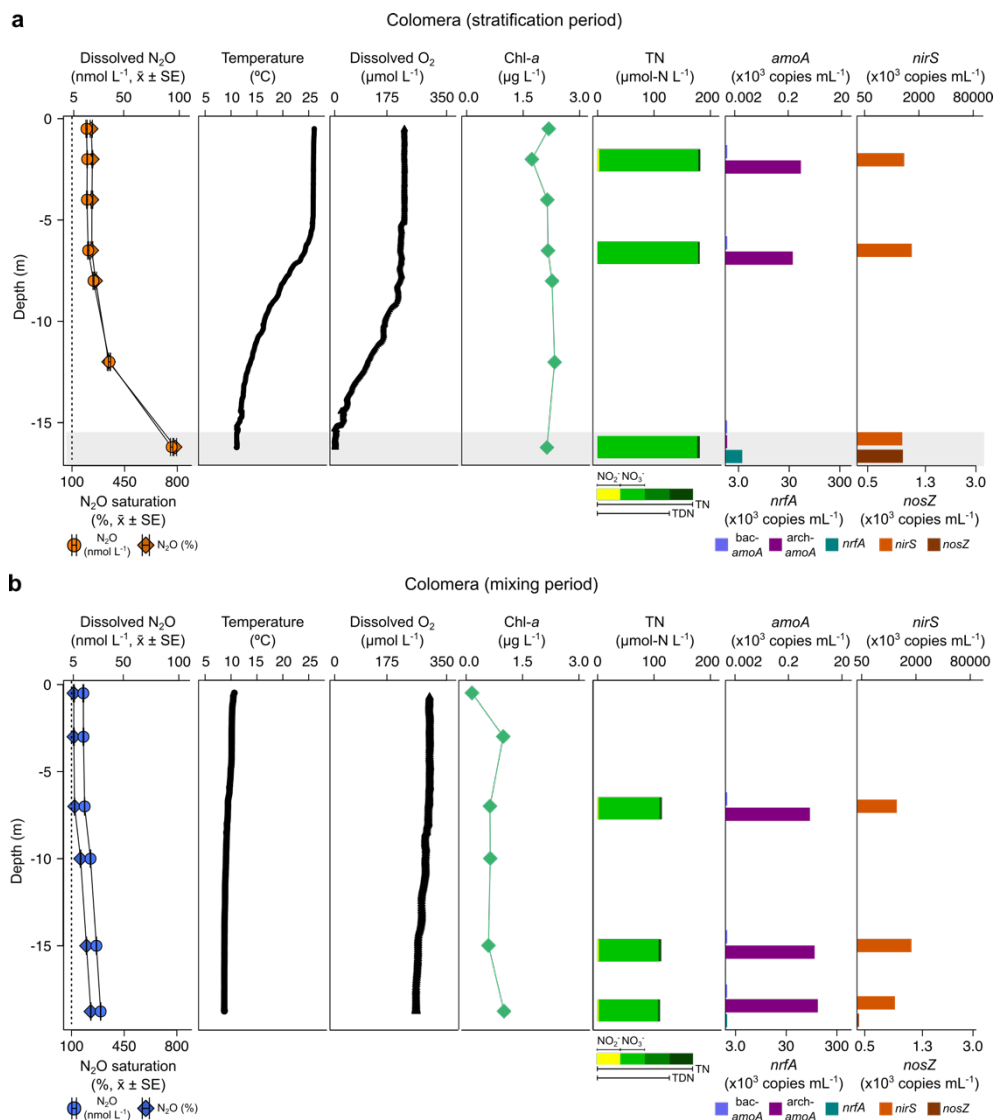 a
Colomera (stratification period)
Dissolved N₂O Temperature Dissolved O₂ Chl-a TN amoA nirS
(nmol L⁻¹, x̄ ± SE) (ºC) (µmol L⁻¹) (µg L⁻¹) (µmol-N L⁻¹) (x10³ copies mL⁻¹) (x10³ copies mL⁻¹)
5 50 100 5 10 15 20 25 0 175 350 0.0 1.5 3.0 0 100 200 0.002 0.2 20 50 2000 80000
0
-5
Depth (m)
-10
-15
100 450 800 NO₂⁻ NO₃⁻ 3.0 30 300 0.5 1.3 3.0
N₂O saturation TN nrfA nosZ
(%, x̄ ± SE) TDN (x10³ copies mL⁻¹) (x10³ copies mL⁻¹)
N₂O (nmol L⁻¹) N₂O (%) bac-amoA arch-amoA nrfA nirS nosZ
b
Colomera (mixing period)
Dissolved N₂O Temperature Dissolved O₂ Chl-a TN amoA nirS
(nmol L⁻¹, x̄ ± SE) (ºC) (µmol L⁻¹) (µg L⁻¹) (µmol-N L⁻¹) (x10³ copies mL⁻¹) (x10³ copies mL⁻¹)
5 50 100 5 10 15 20 25 0 175 350 0.0 1.5 3.0 0 100 200 0.002 0.2 20 50 2000 80000
0
-5
Depth (m)
-10
-15
100 450 800 NO₂⁻ NO₃⁻ 3.0 30 300 0.5 1.3 3.0
N₂O saturation TN nrfA nosZ
(%, x̄ ± SE) TDN (x10³ copies mL⁻¹) (x10³ copies mL⁻¹)
N₂O (nmol L⁻¹) N₂O (%) bac-amoA arch-amoA nrfA nirS nosZ